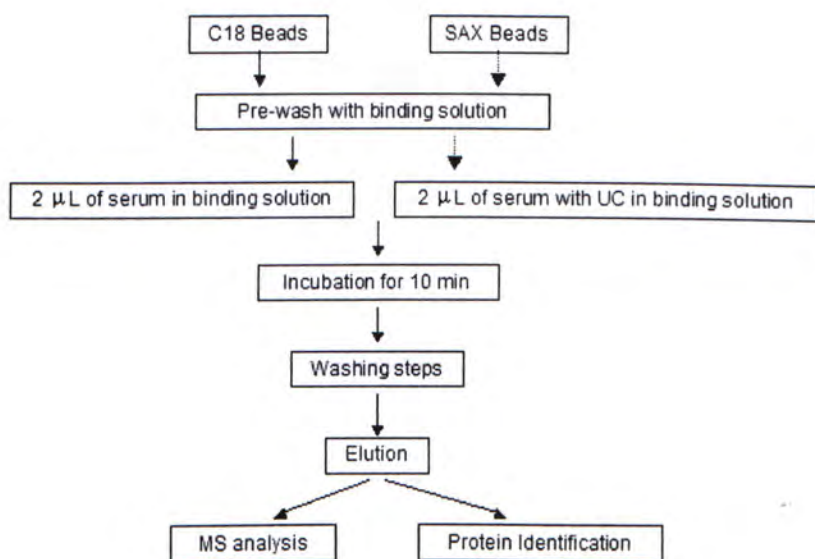 C18 Beads
SAX Beads
Pre-wash with binding solution
2 μL of serum in binding solution
2 μL of serum with UC in binding solution
Incubation for 10 min
Washing steps
Elution
MS analysis
Protein Identification